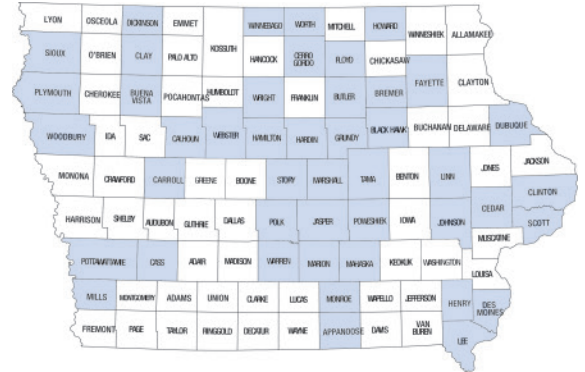 LYON OSCEOLA DICKINSON EMMET WINNEBAGO WORTH MITCHELL HOWARD WINNESHIEK ALLAMAKEE
KOSSUTH
SIOUX O'BRIEN CLAY PALO ALTO HANCOCK CERRO GORDO FLOYD CHICKASAW
FAYETTE CLAYTON
PLYMOUTH CHEROKEE BUENA VISTA POCAHONTAS HUMBOLDT WRIGHT FRANKLIN BUTLER BREMER
WOODBURY IDA SAC CALHOUN WEBSTER HAMILTON HARDIN GRUNDY BLACK HAWK BUCHANAN DELAWARE DUBUQUE
MONONA CRAWFORD CARROLL GREENE BOONE STORY MARSHALL TAMA BENTON LINN JONES JACKSON
CLINTON
HARRISON SHELBY AUDUBON GUTHRIE DALLAS POLK JASPER POWESHIEK IOWA JOHNSON CEDAR SCOTT
MUSCATINE
POTTAWATTAMIE CASS ADAIR MADISON WARREN MARION MAHASKA KEOKUK WASHINGTON LOUISA
MILLS MONTGOMERY ADAMS UNION CLARKE LUCAS MONROE WAPELLO JEFFERSON HENRY DES MOINES
FREMONT PAGE TAYLOR RINGGOLD DECATUR WAYNE APPANOOSE DAVIS VAN BUREN LEE